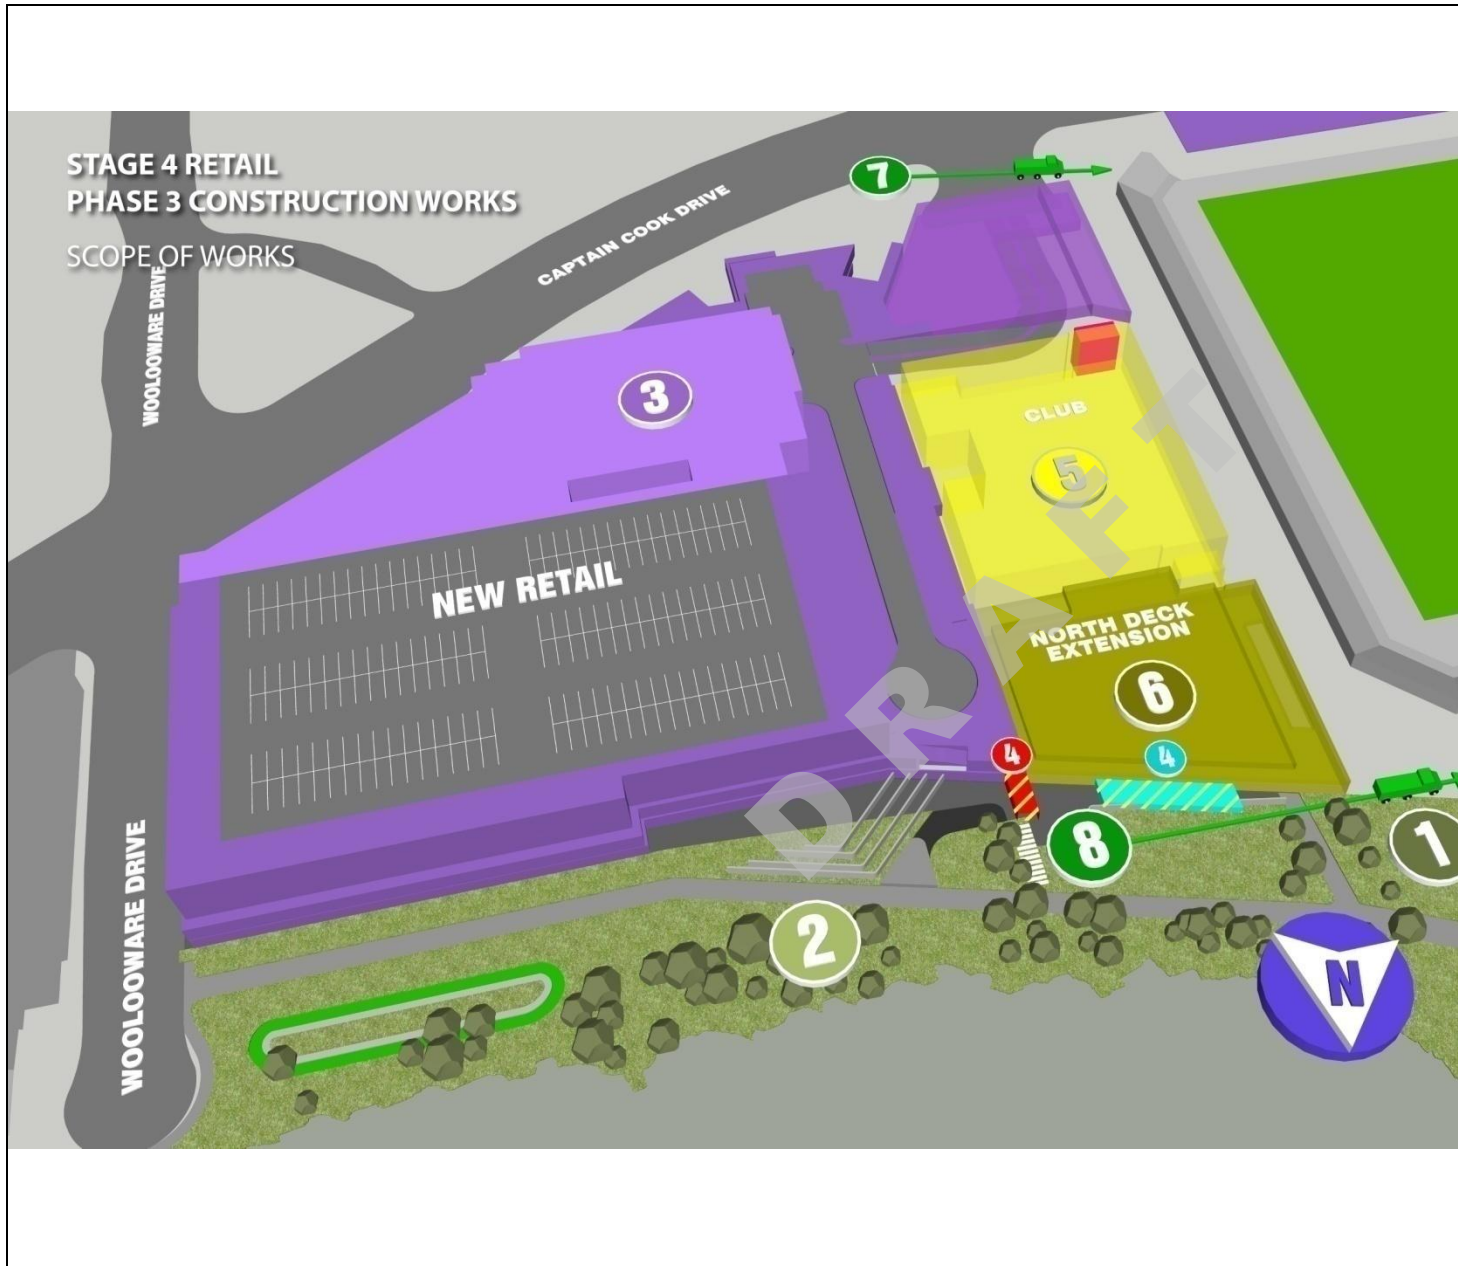 STAGE 4 RETAIL
PHASE 3 CONSTRUCTION WORKS
SCOPE OF WORKS
7
CAPTAIN COOK DRIVE
WOOLOOWARE DRIVE
3
CLUB
5
NEW RETAIL
NORTH DECK
EXTENSION
6
4
4
8
1
WOOLOOWARE DRIVE
2
N
DRAFT